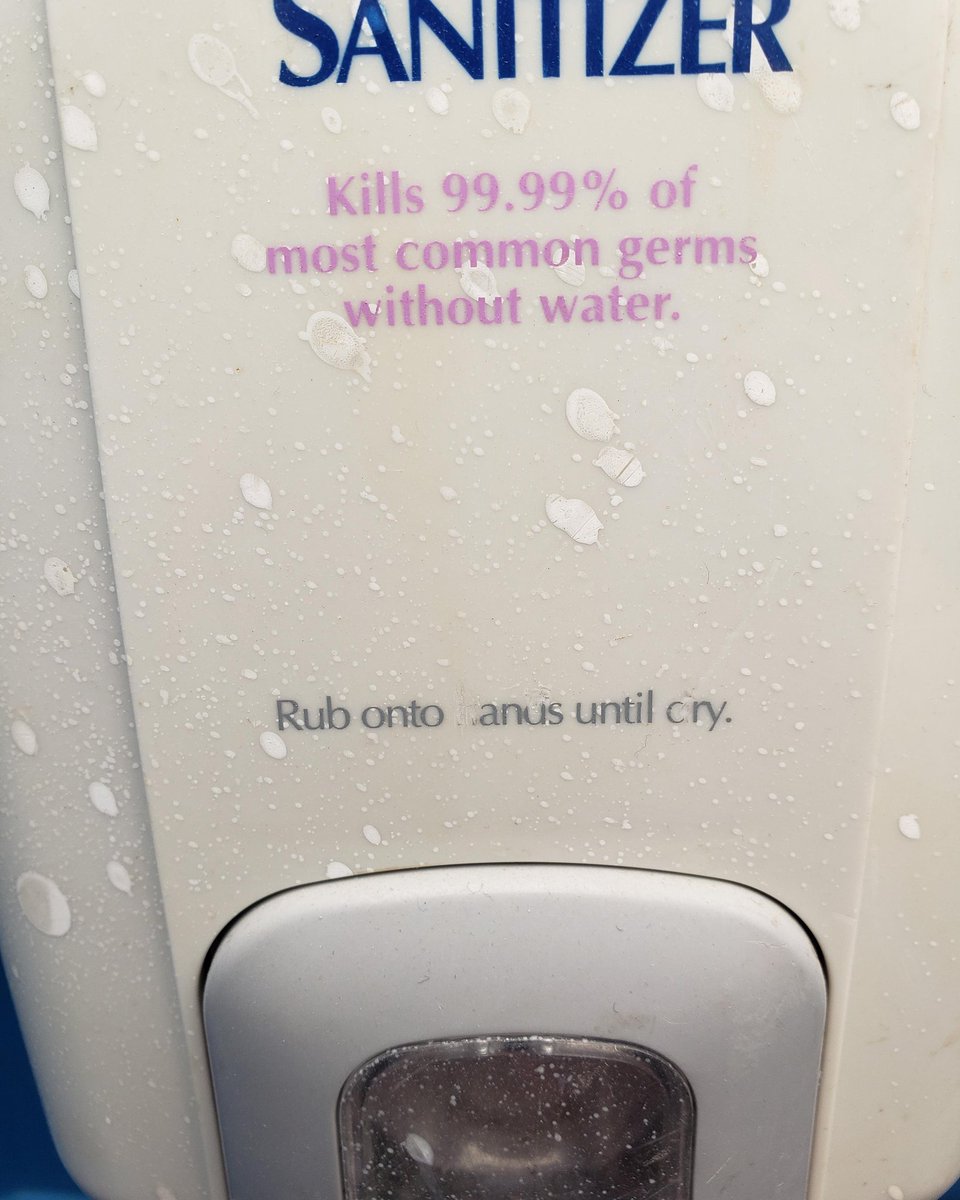 SANITIZER
Kills 99.99% of
most common germs
without water.
Rub onto anus until cry.